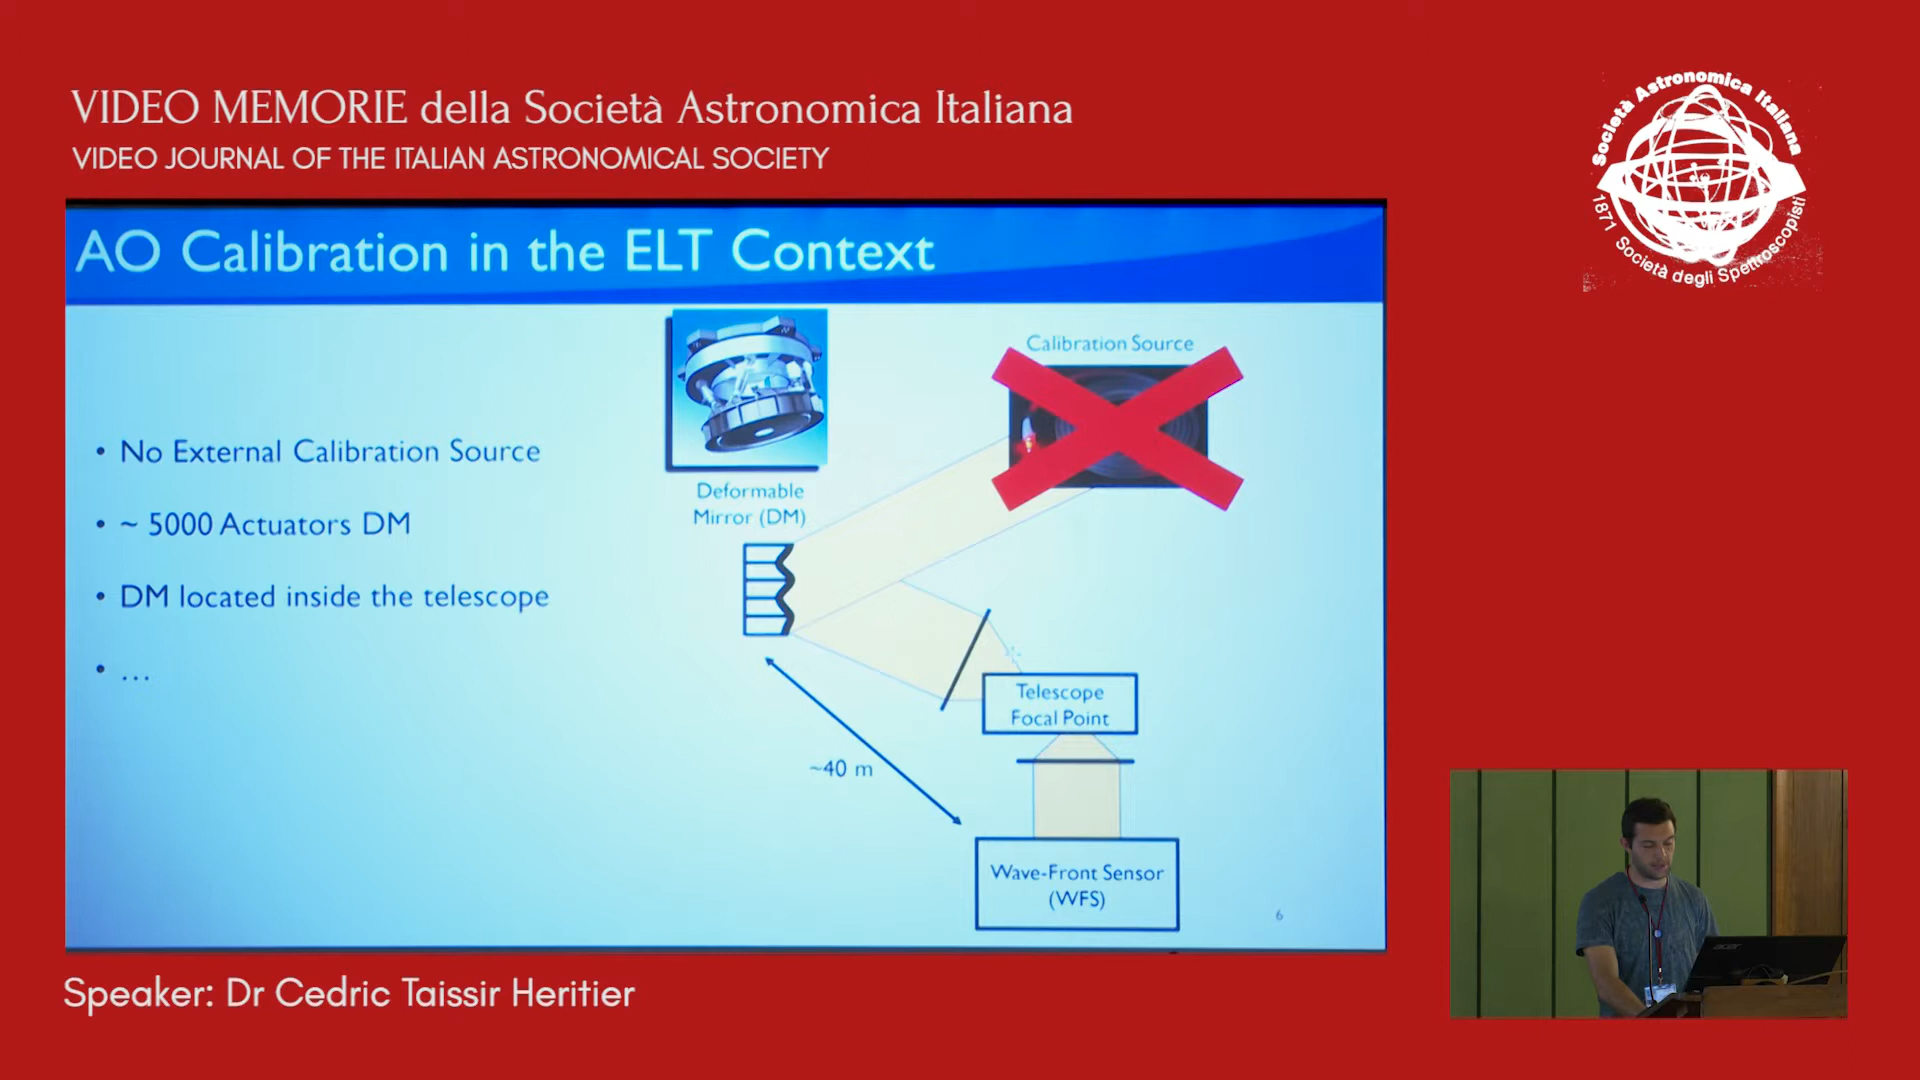 VIDEO MEMORIE della Società Astronomica Italiana
VIDEO JOURNAL OF THE ITALIAN ASTRONOMICAL SOCIETY
Società Astronomica Italiana
1871 Società degli Spettroscopisti
AO Calibration in the ELT Context
Calibration Source
• No External Calibration Source
• ~ 5000 Actuators DM
• DM located inside the telescope
• ...
Deformable
Mirror (DM)
Telescope
Focal Point
~40 m
Wave-Front Sensor
(WFS)
6
Speaker: Dr Cedric Taissir Heritier
acer